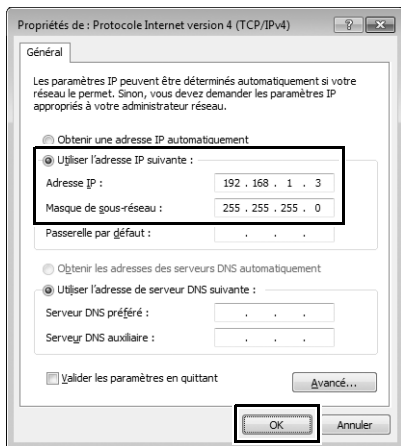 Propriétés de : Protocole Internet version 4 (TCP/IPv4)
Général
Les paramètres IP peuvent être déterminés automatiquement si votre
réseau le permet. Sinon, vous devez demander les paramètres IP
appropriés à votre administrateur réseau.
Obtenir une adresse IP automatiquement
Utiliser l'adresse IP suivante :
Adresse IP : 192 . 168 . 1 . 3
Masque de sous-réseau : 255 . 255 . 255 . 0
Passerelle par défaut : . . .
Obtenir les adresses des serveurs DNS automatiquement
Utiliser l'adresse de serveur DNS suivante :
Serveur DNS préféré : . . .
Serveur DNS auxiliaire : . . .
Valider les paramètres en quittant
Avancé...
OK Annuler